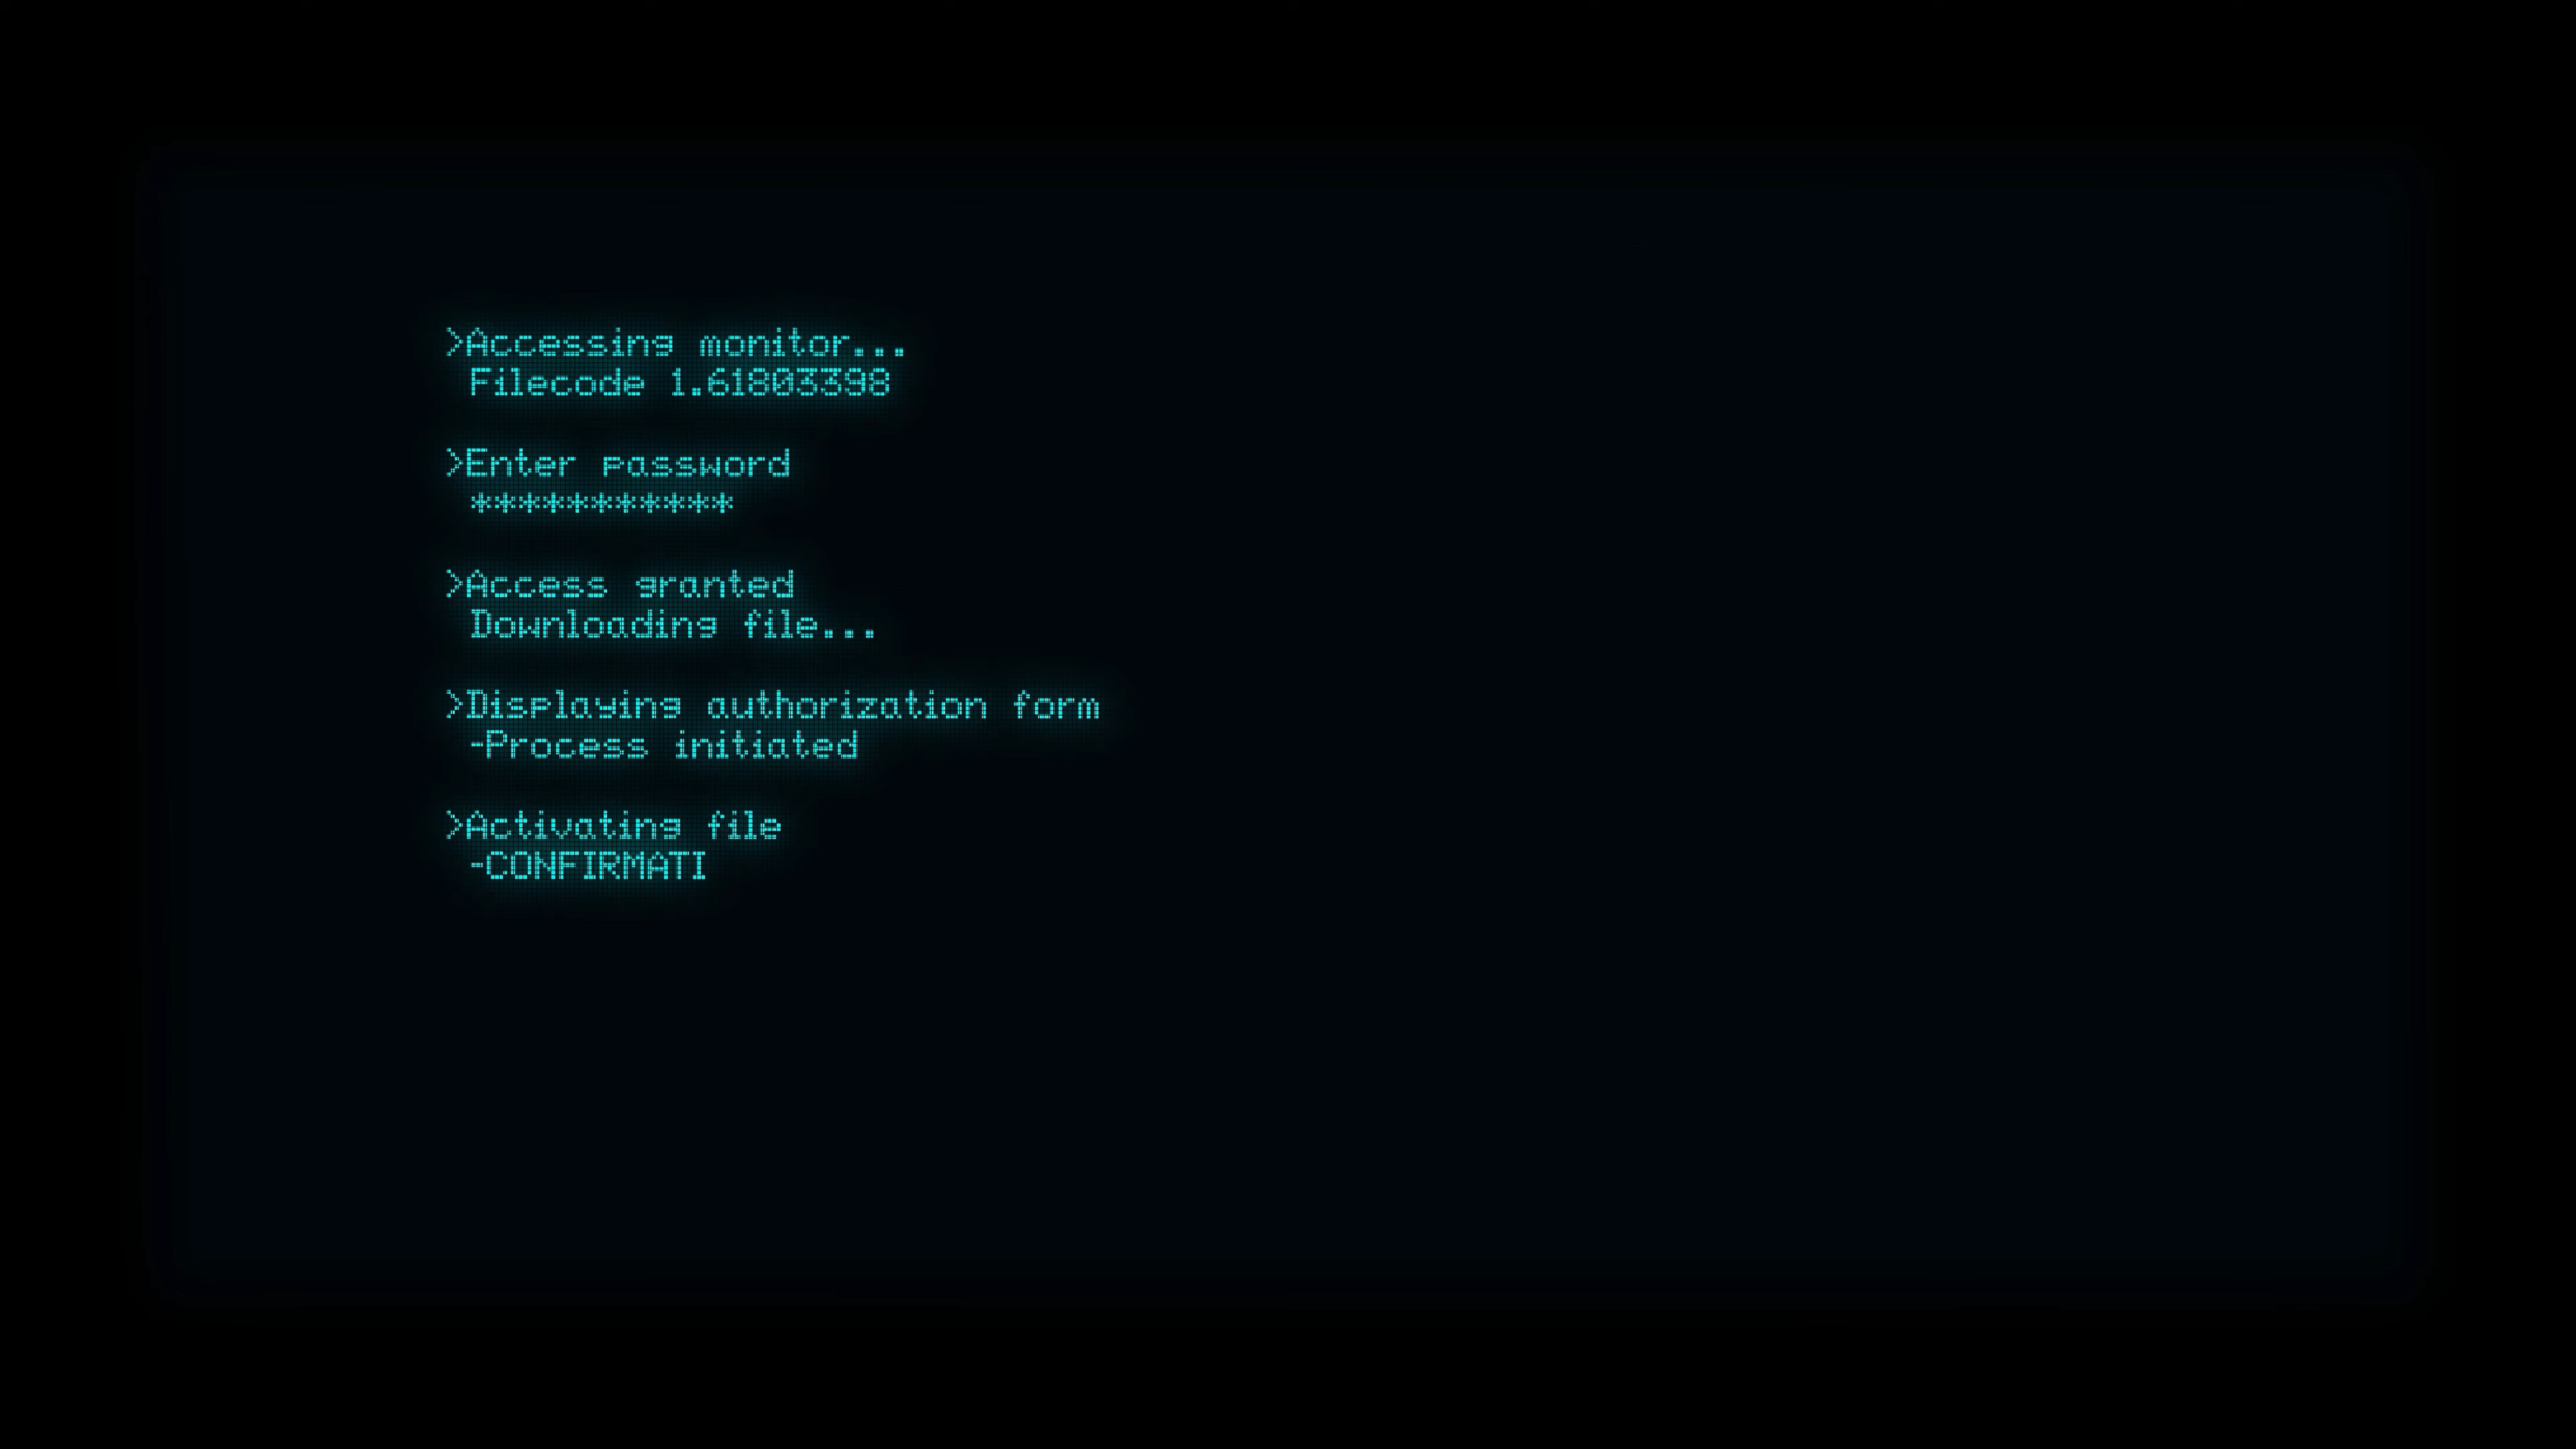 >Accessing monitor...
Filecode 1.61803398
>Enter password
***********
>Access granted
Downloading file...
>Displaying authorization form
-Process initiated
>Activating file
-CONFIRMATI